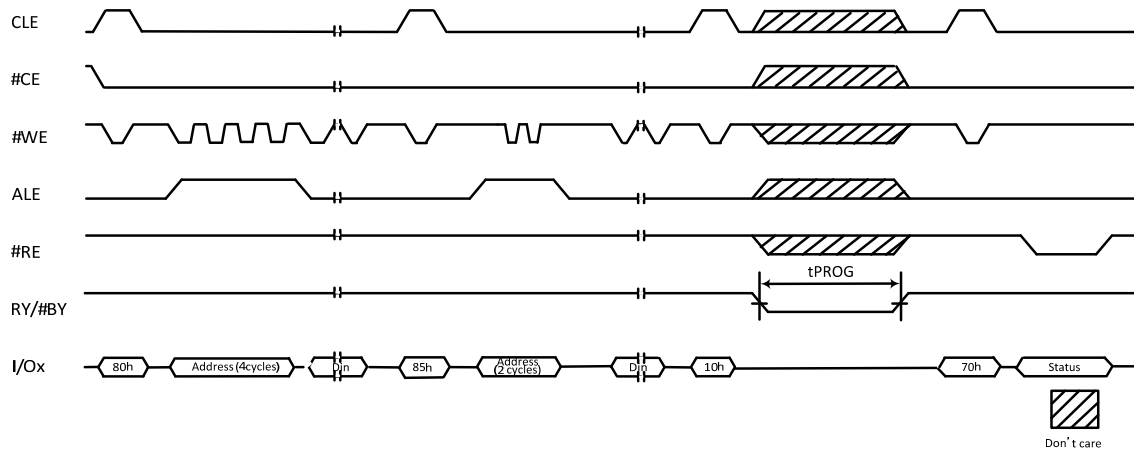 CLE
#CE
#WE
ALE
#RE
tPROG
RY/#BY
I/Ox
80h
Address (4cycles)
Din
85h
Address
(2 cycles)
Din
10h
70h
Status
Don't care